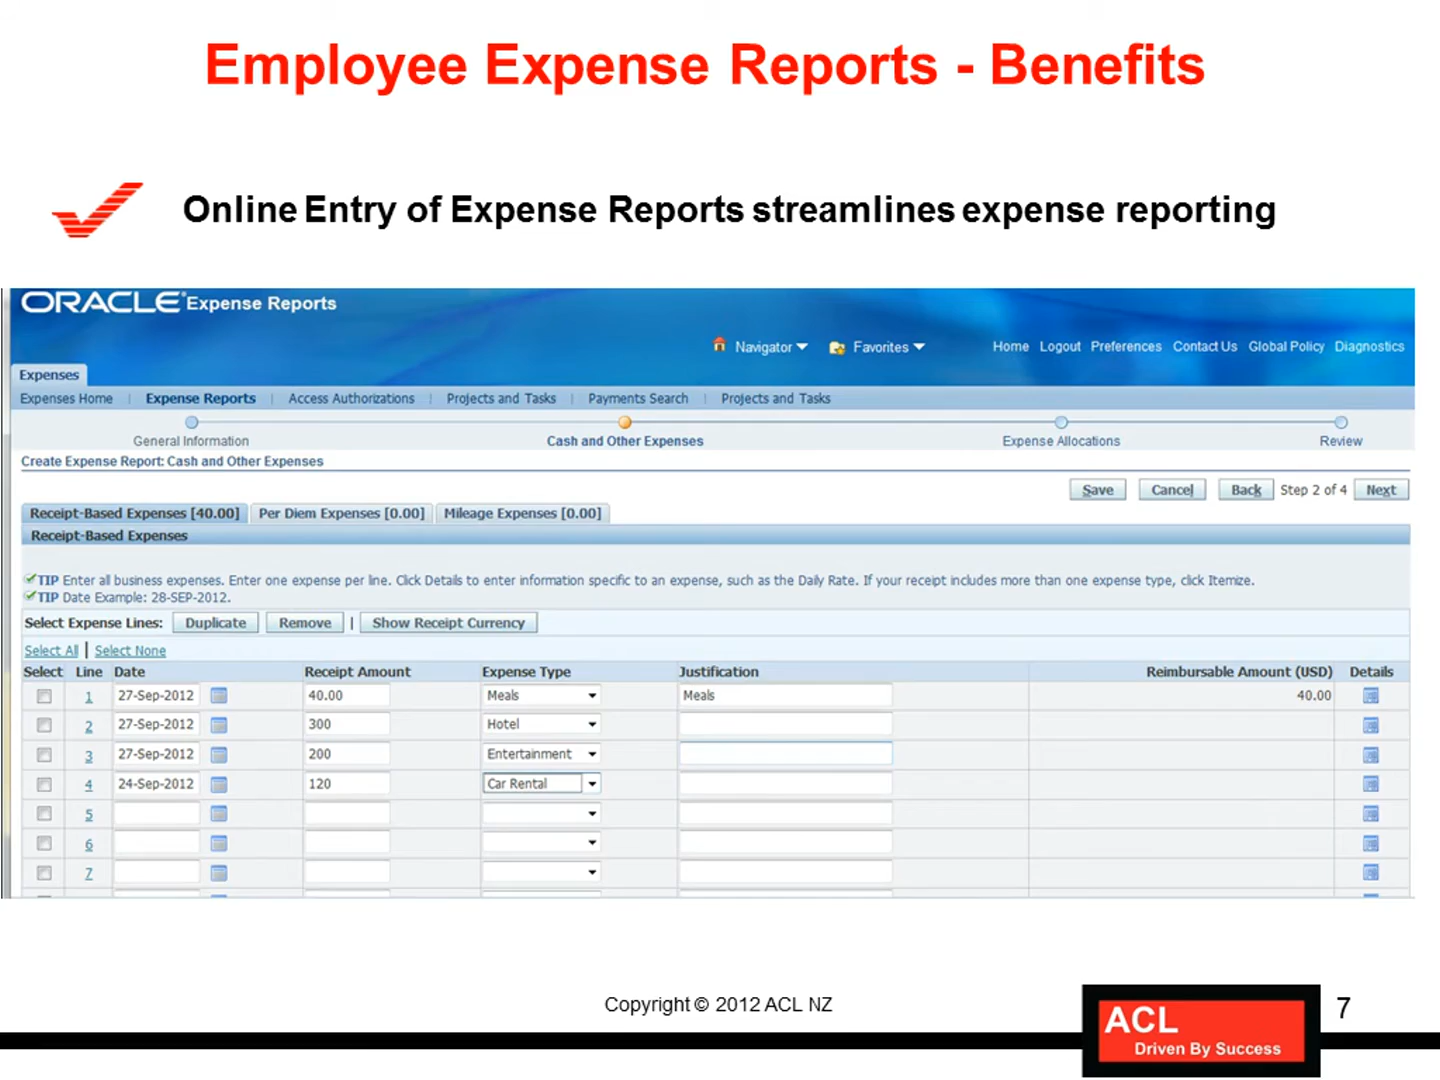 Employee Expense Reports - Benefits
Online Entry of Expense Reports streamlines expense reporting
ORACLE Expense Reports
Navigator Favorites Home Logout Preferences Contact Us Global Policy Diagnostics
Expenses
Expenses Home | Expense Reports | Access Authorizations | Projects and Tasks | Payments Search | Projects and Tasks
General Information Cash and Other Expenses Expense Allocations Review
Create Expense Report: Cash and Other Expenses
Save Cancel Back Step 2 of 4 Next
Receipt-Based Expenses [40.00] Per Diem Expenses [0.00] Mileage Expenses [0.00]
Receipt-Based Expenses
TIP Enter all business expenses. Enter one expense per line. Click Details to enter information specific to an expense, such as the Daily Rate. If your receipt includes more than one expense type, click Itemize.
TIP Date Example: 28-SEP-2012.
Select Expense Lines: Duplicate Remove | Show Receipt Currency
Select All | Select None
Select Line Date Receipt Amount Expense Type Justification Reimbursable Amount (USD) Details
1 27-Sep-2012 40.00 Meals Meals 40.00
2 27-Sep-2012 300 Hotel
3 27-Sep-2012 200 Entertainment
4 24-Sep-2012 120 Car Rental
5
6
7
Copyright © 2012 ACL NZ
ACL
Driven By Success
7